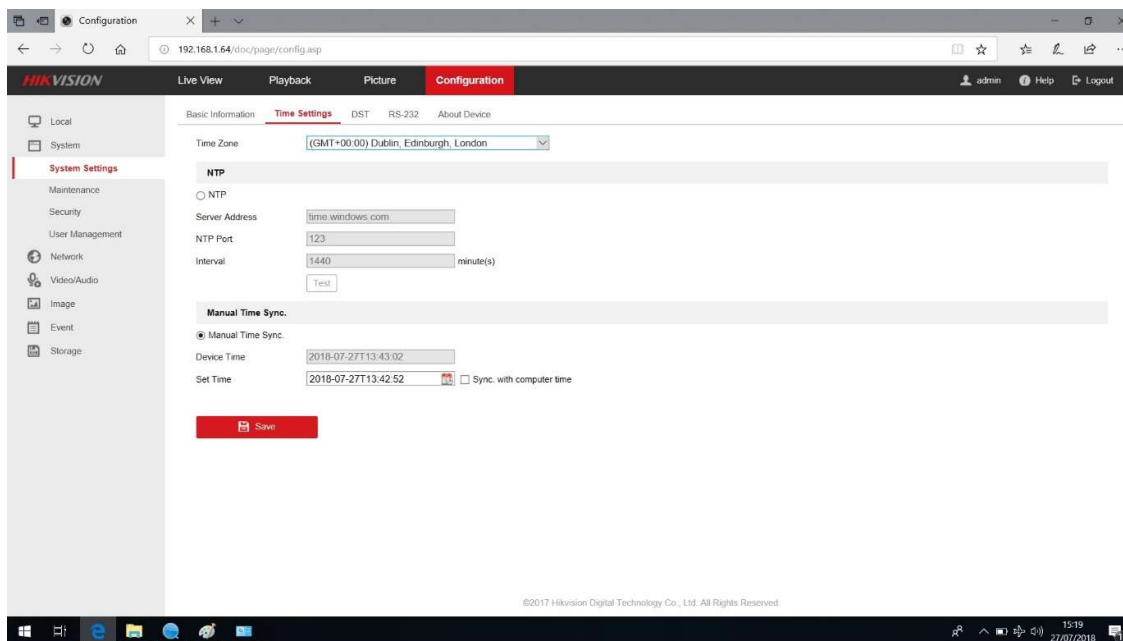 Configuration
192.168.1.64/doc/page/config.asp
HIKVISION Live View Playback Picture Configuration admin Help Logout
Basic Information Time Settings DST RS-232 About Device
Local
System
System Settings
Maintenance
Security
User Management
Network
Video/Audio
Image
Event
Storage
Time Zone (GMT+00:00) Dublin, Edinburgh, London
NTP
NTP
Server Address time.windows.com
NTP Port 123
Interval 1440 minute(s)
Test
Manual Time Sync.
Manual Time Sync.
Device Time 2018-07-27T13:43:02
Set Time 2018-07-27T13:42:52 Sync. with computer time
Save
©2017 Hikvision Digital Technology Co., Ltd. All Rights Reserved.
15:19
27/07/2018